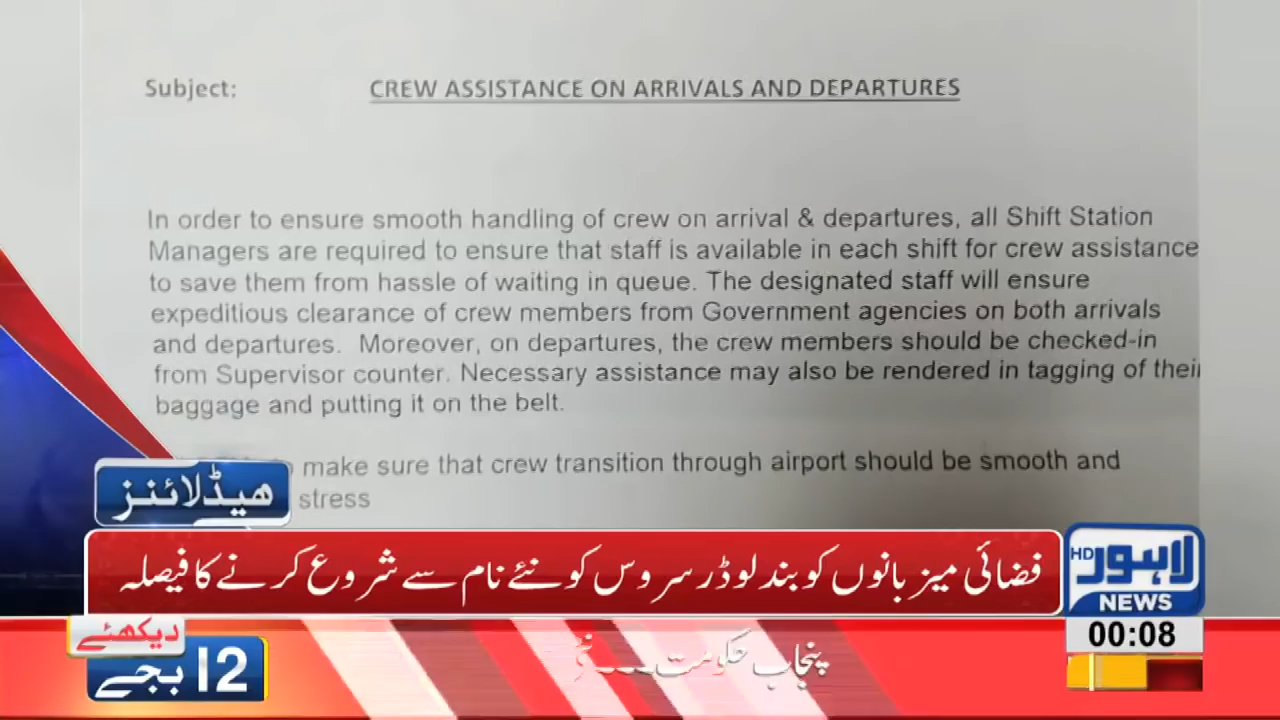 Subject: CREW ASSISTANCE ON ARRIVALS AND DEPARTURES
In order to ensure smooth handling of crew on arrival & departures, all Shift Station
Managers are required to ensure that staff is available in each shift for crew assistance
to save them from hassle of waiting in queue. The designated staff will ensure
expeditious clearance of crew members from Government agencies on both arrivals
and departures. Moreover, on departures, the crew members should be checked-in
from Supervisor counter. Necessary assistance may also be rendered in tagging of their
baggage and putting it on the belt.
make sure that crew transition through airport should be smooth and
stress
ہیڈلائنز
فضائی میزبانوں کو بند لوڈر سروس کو نئے نام سے شروع کرنے کا فیصلہ
لاہور HD
NEWS
00:08
دیکھئے
12 بجے
پنجاب حکومت۔۔۔۔